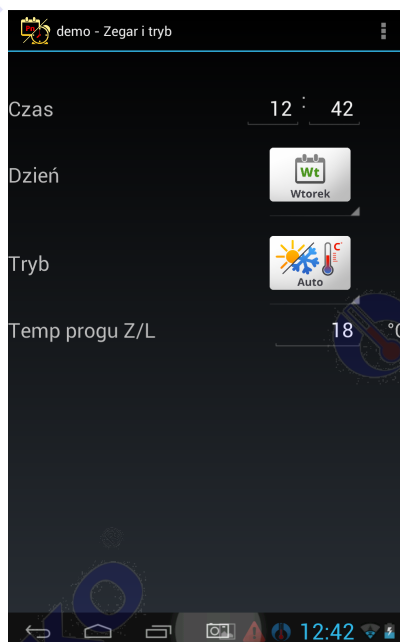 demo - Zegar i tryb
Czas 12 : 42
Dzień Wt
Wtorek
Tryb C
Auto
Temp progu Z/L 18 °C
12:42